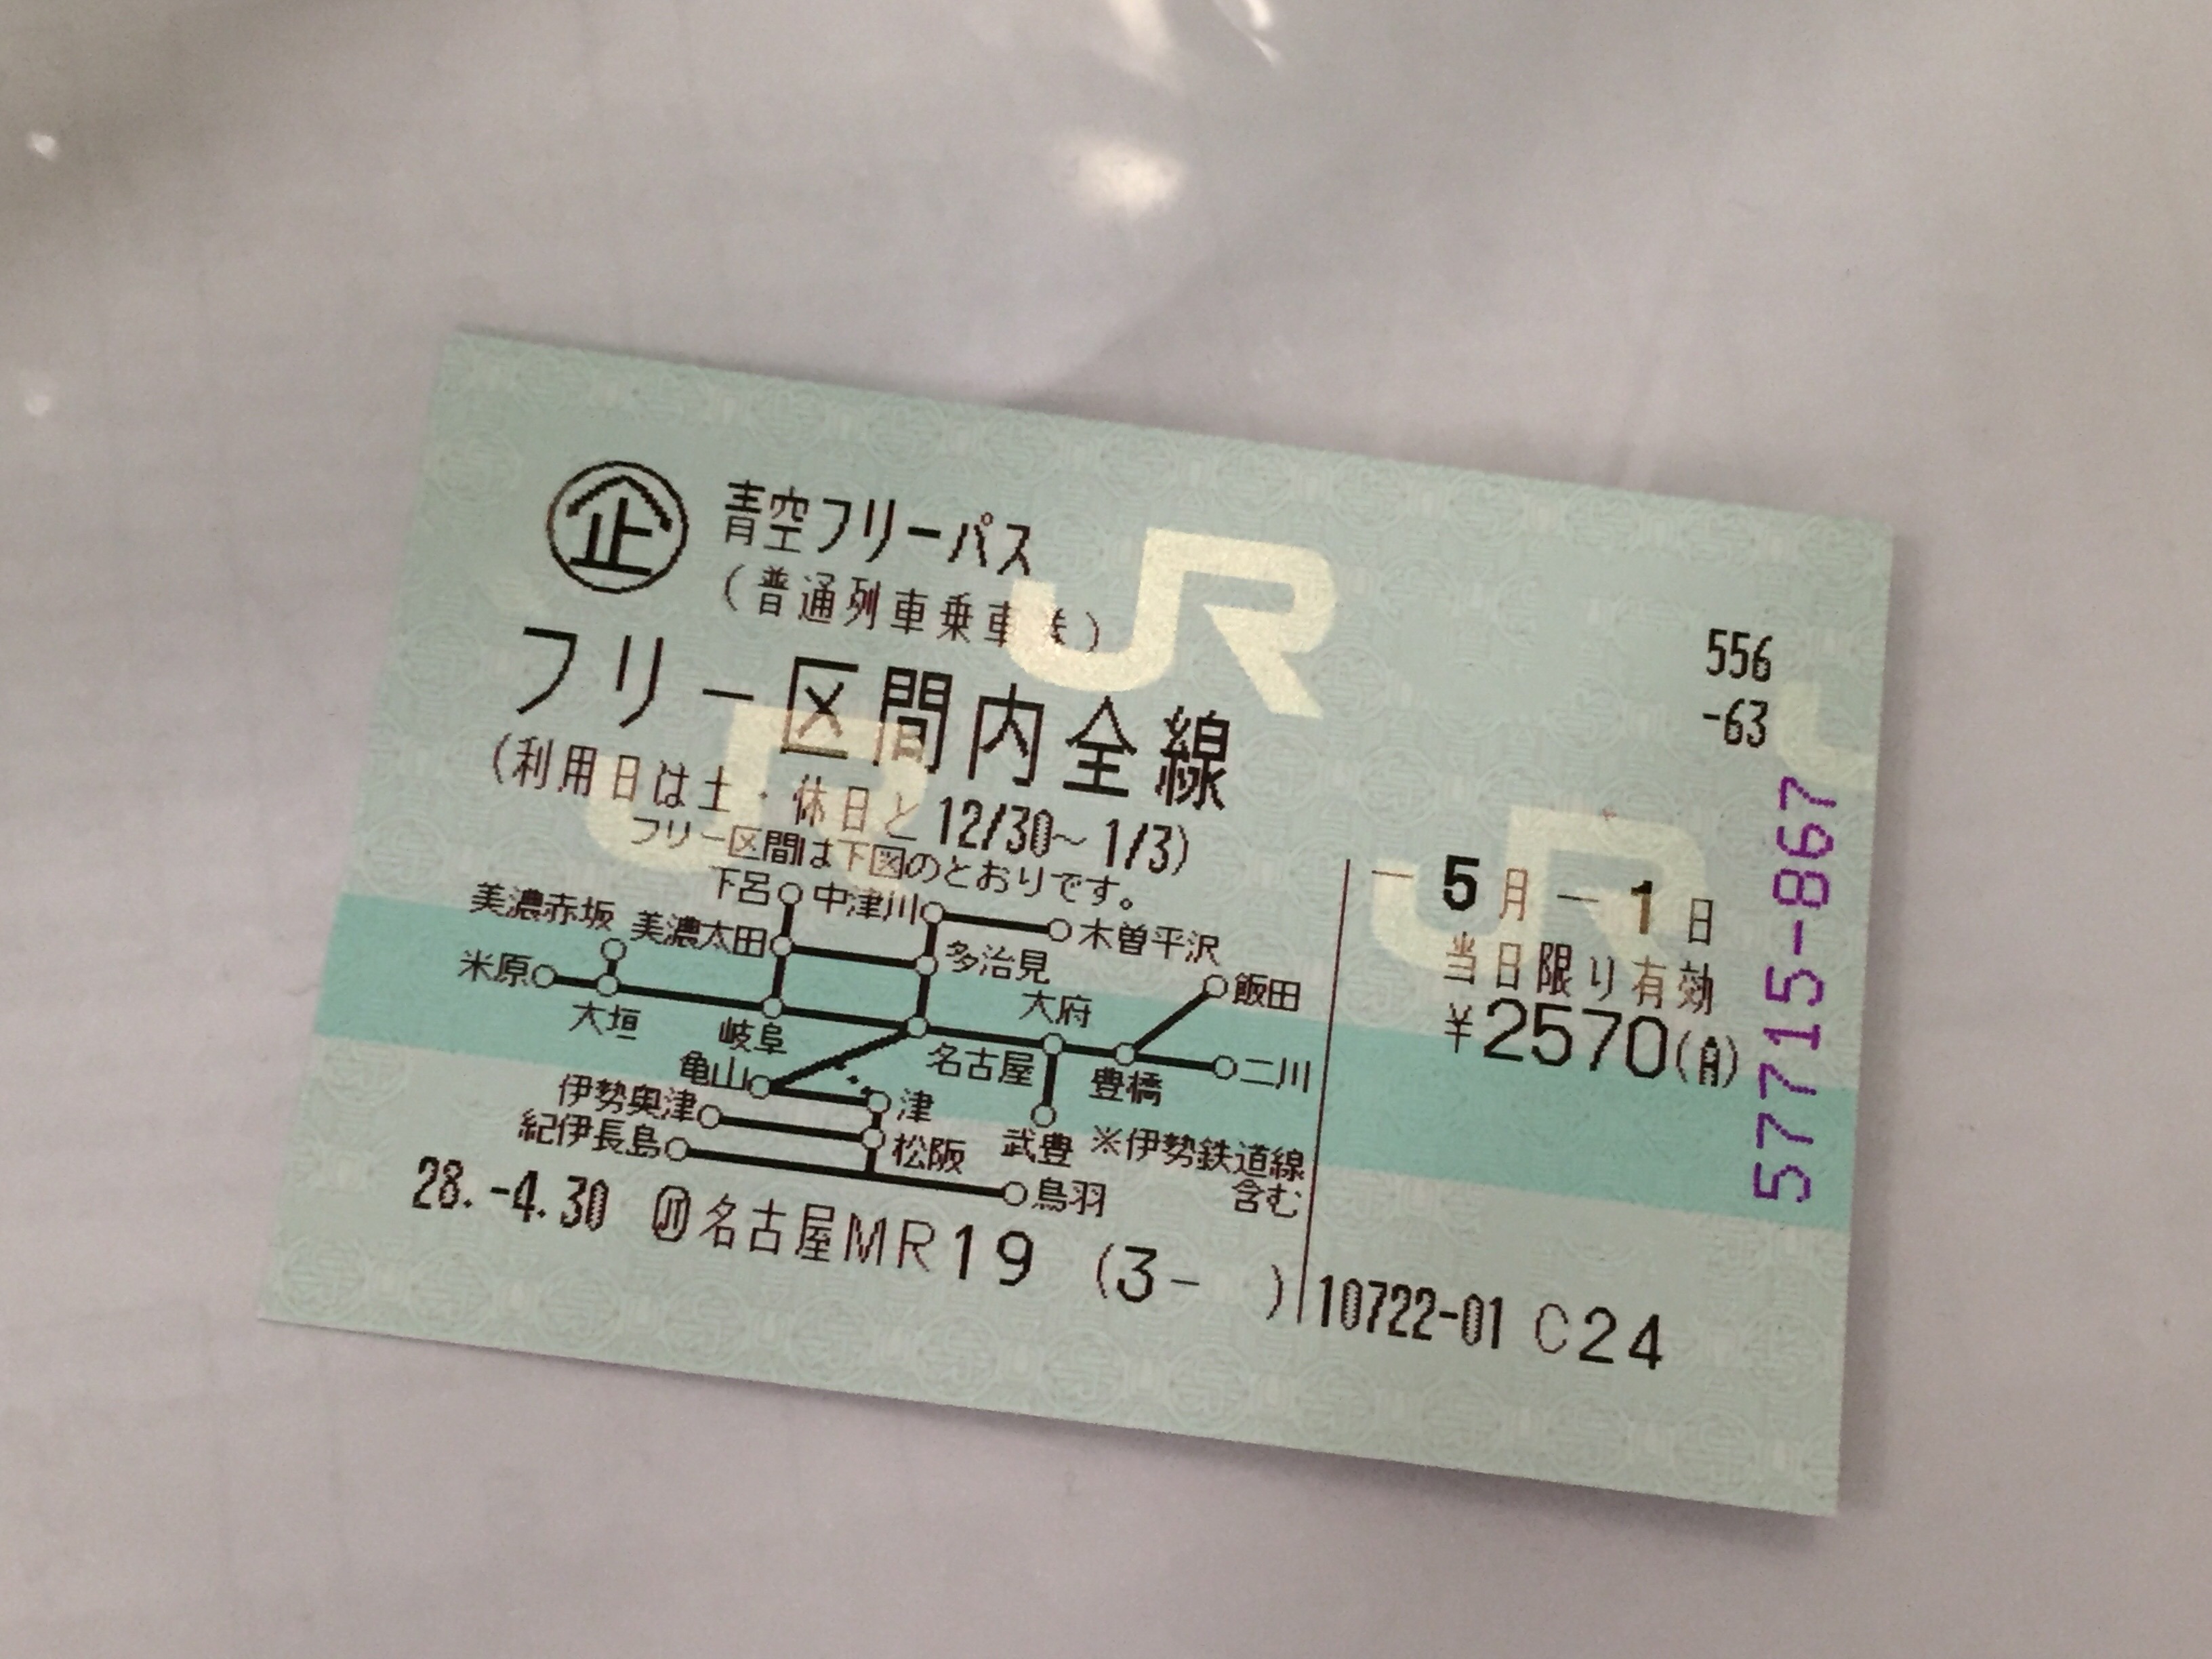 企 青空フリーパス
(普通列車乗車
フリー区間内全線
(利用日は土・休日と12/30~ 1/3)
フリー区間は下図のとおりです。
556
-63
57715-867
-5月-1日
当日限り有効
¥2570
下呂 中津川 木曽平沢
美濃赤坂 美濃太田 多治見
米原 大府 飯田
大垣 岐阜 名古屋 豊橋 二川
亀山 津
伊勢奥津 松阪 武豊 ※伊勢鉄道線
紀伊長島 鳥羽 含む
28.-4.30 名古屋MR19 (3- ) 10722-01 C24
JR
JR
JR